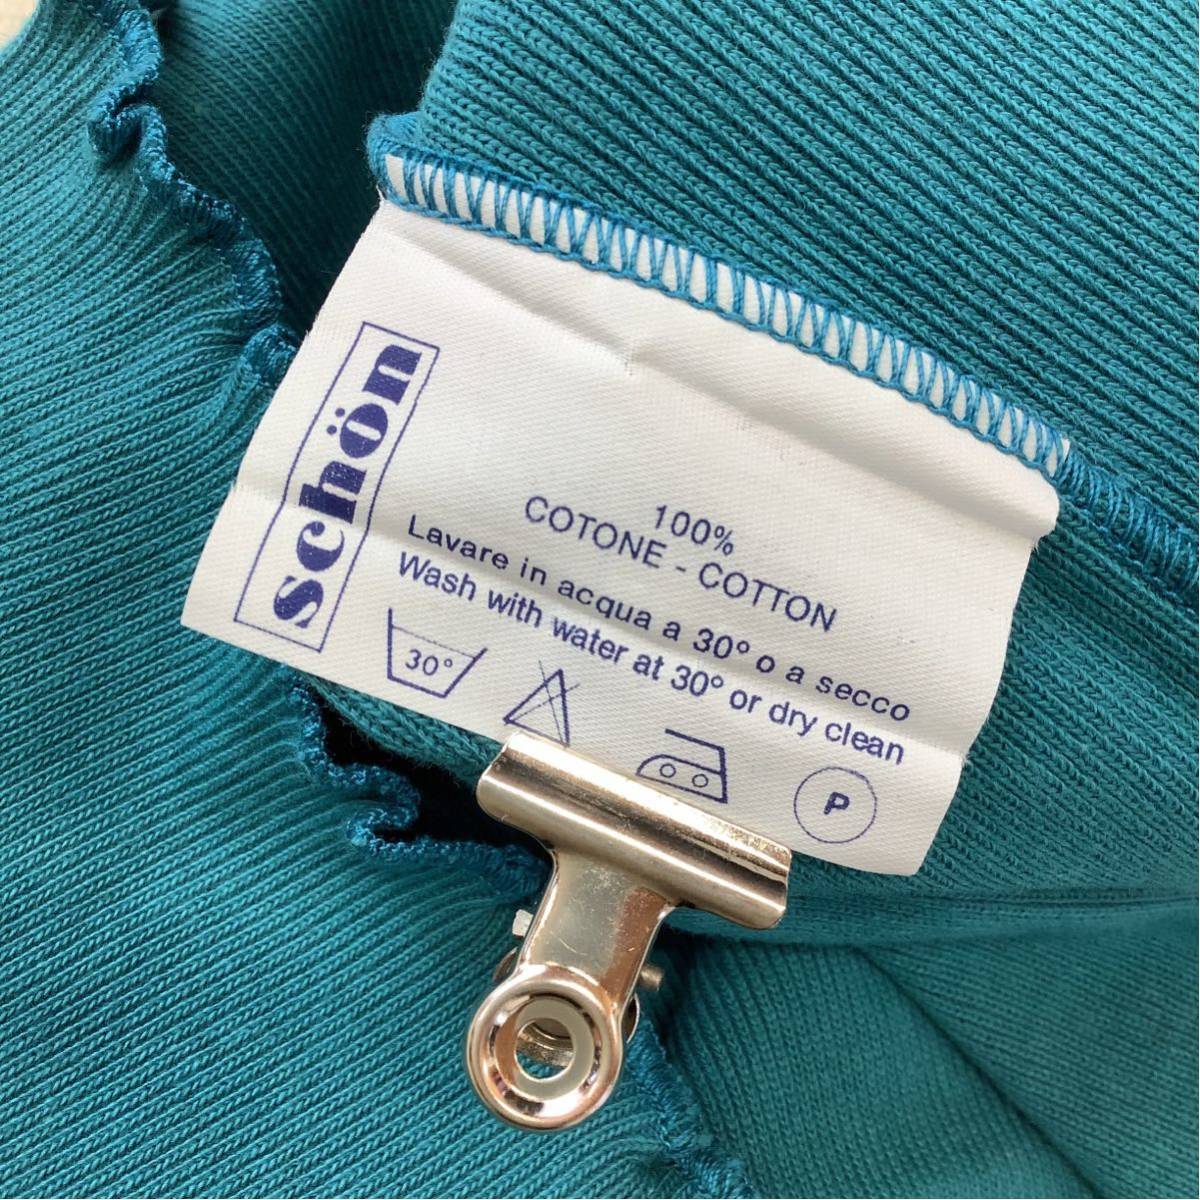 schön
100%
COTONE - COTTON
Lavare in acqua a 30° o a secco
Wash with water at 30° or dry clean
30°
P